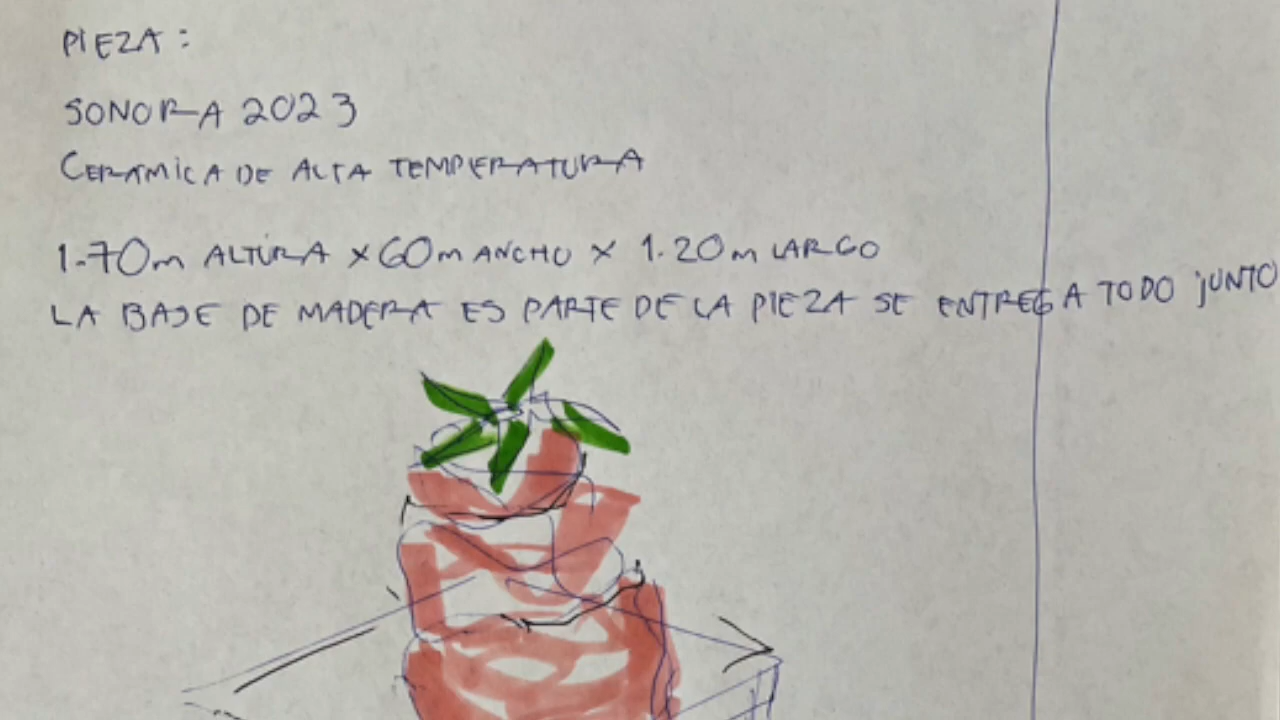 PIEZA:
SONORA 2023
CERAMICA DE ALTA TEMPERATURA
1.70m ALTURA x 60m ANCHO x 1.20m LARGO
LA BASE DE MADERA ES PARTE DE LA PIEZA SE ENTREGA TODO JUNTO